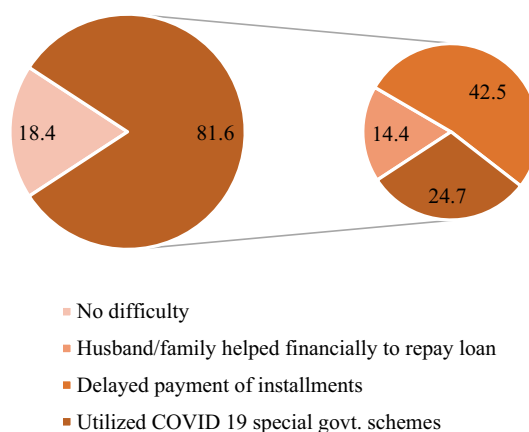 42.5
18.4
81.6
14.4
24.7
No difficulty
Husband/family helped financially to repay loan
Delayed payment of installments
Utilized COVID 19 special govt. schemes